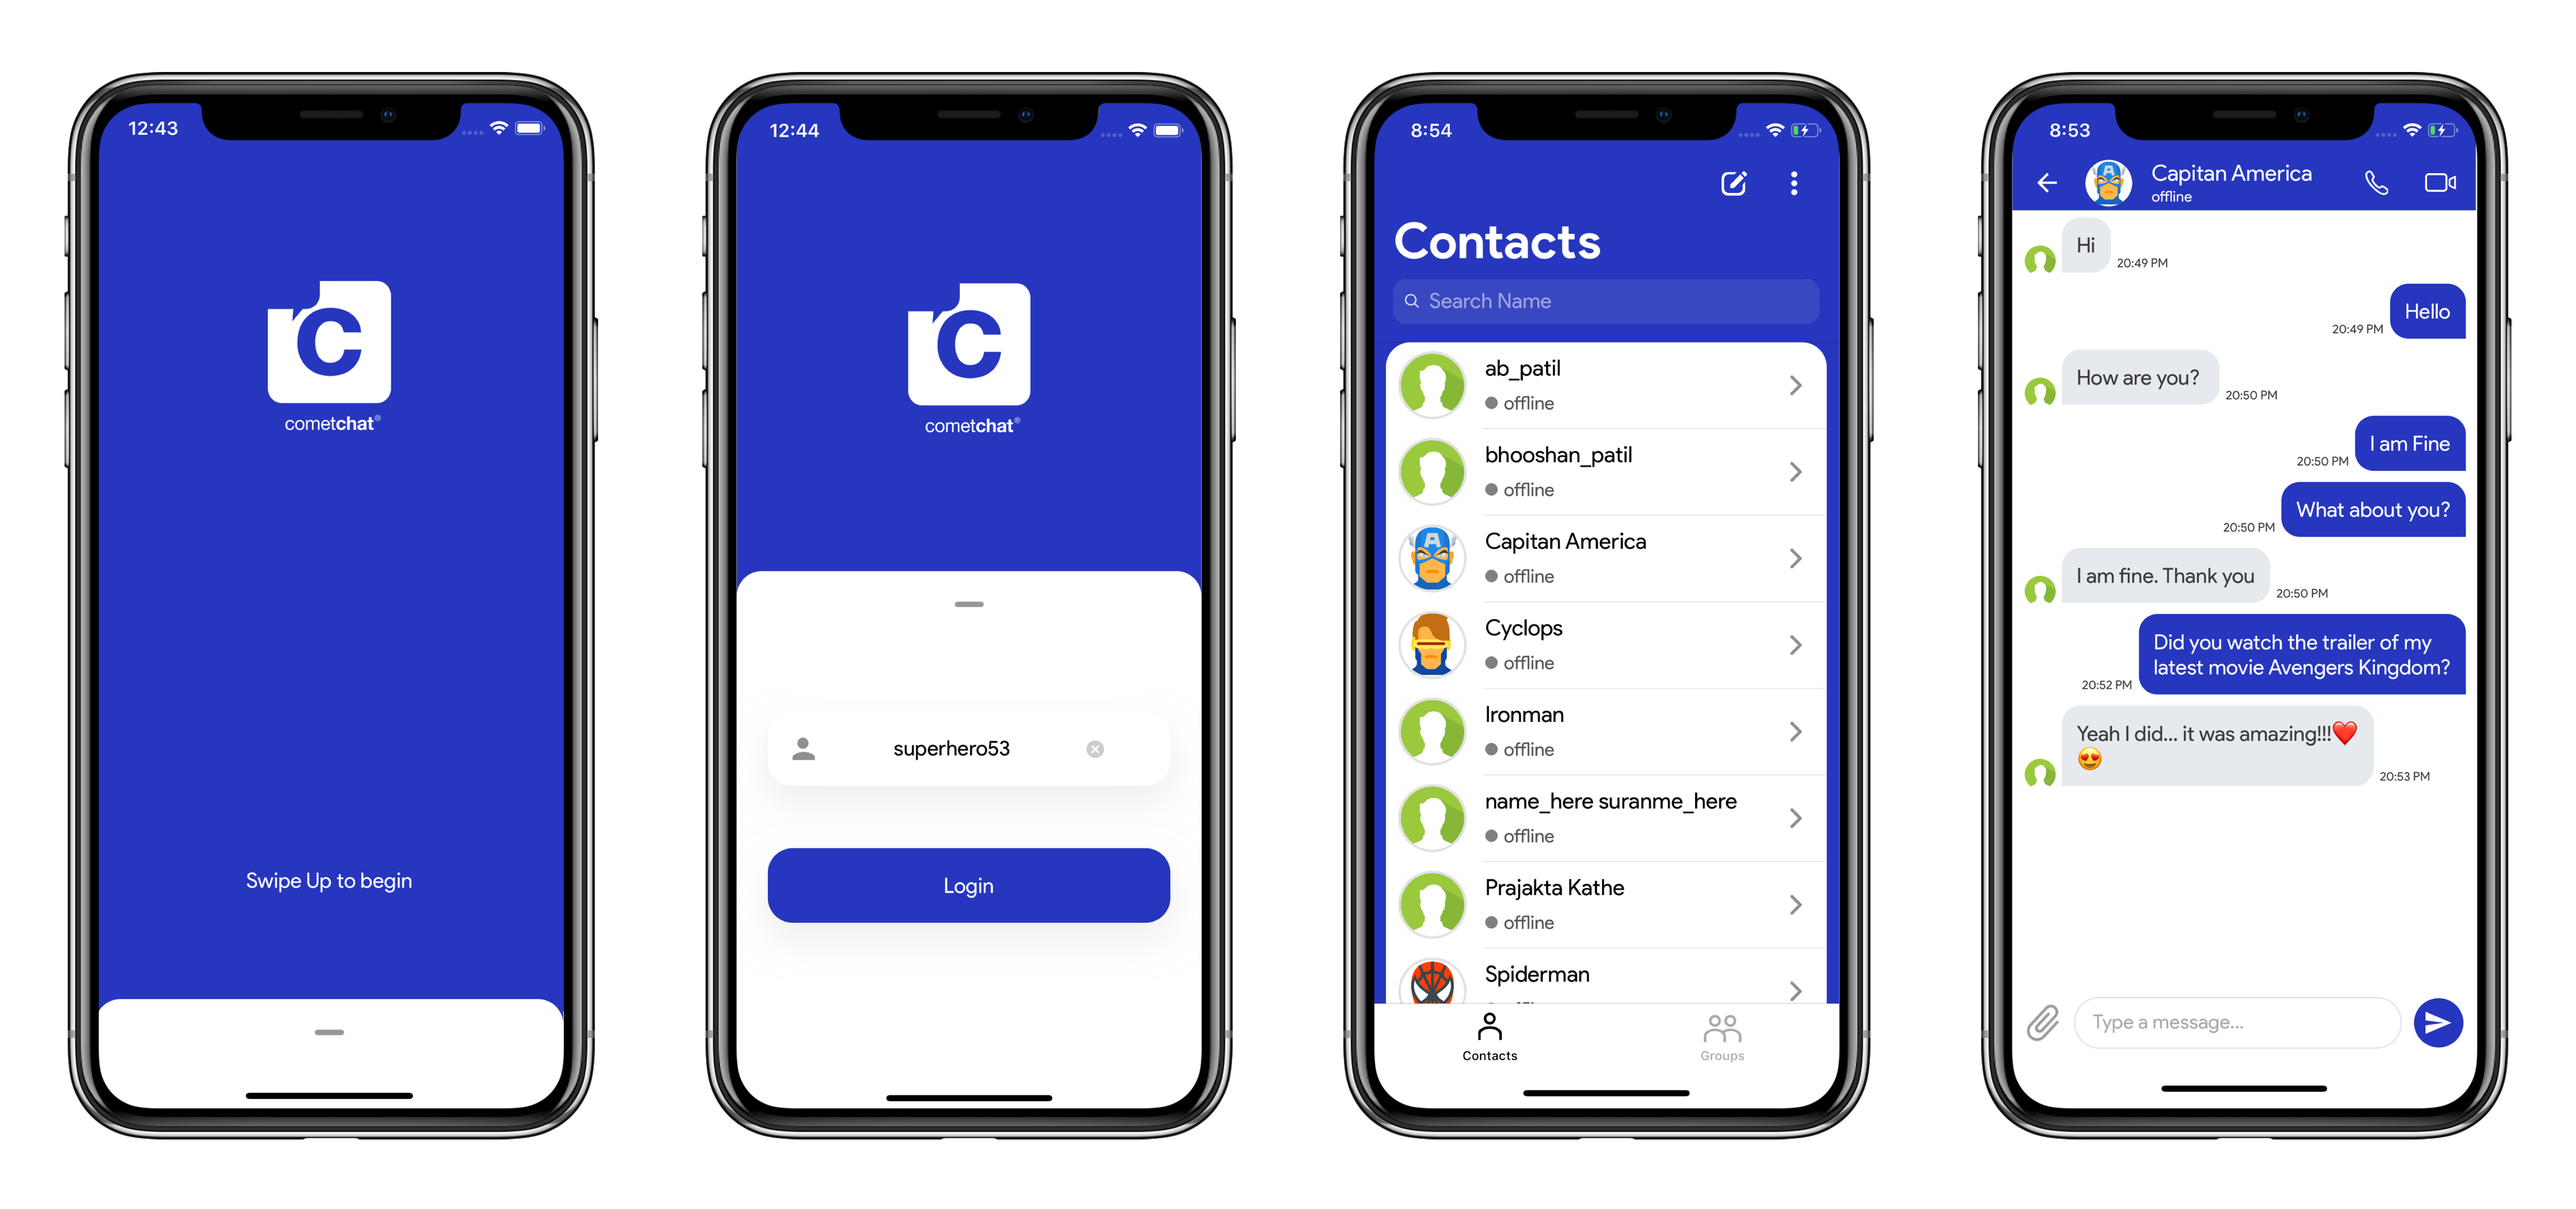 12:43
C
cometchat®
Swipe Up to begin
12:44
C
cometchat®
superhero53
Login
8:54
Contacts
Search Name
ab_patil
offline
bhooshan_patil
offline
Capitan America
offline
Cyclops
offline
Ironman
offline
name_here suranme_here
offline
Prajakta Kathe
offline
Spiderman
Contacts
Groups
8:53
Capitan America
offline
Hi
20:49 PM
Hello
20:49 PM
How are you?
20:50 PM
I am Fine
20:50 PM
What about you?
20:50 PM
I am fine. Thank you
20:50 PM
Did you watch the trailer of my
latest movie Avengers Kingdom?
20:52 PM
Yeah I did... it was amazing!!!❤️
😍
20:53 PM
Type a message...